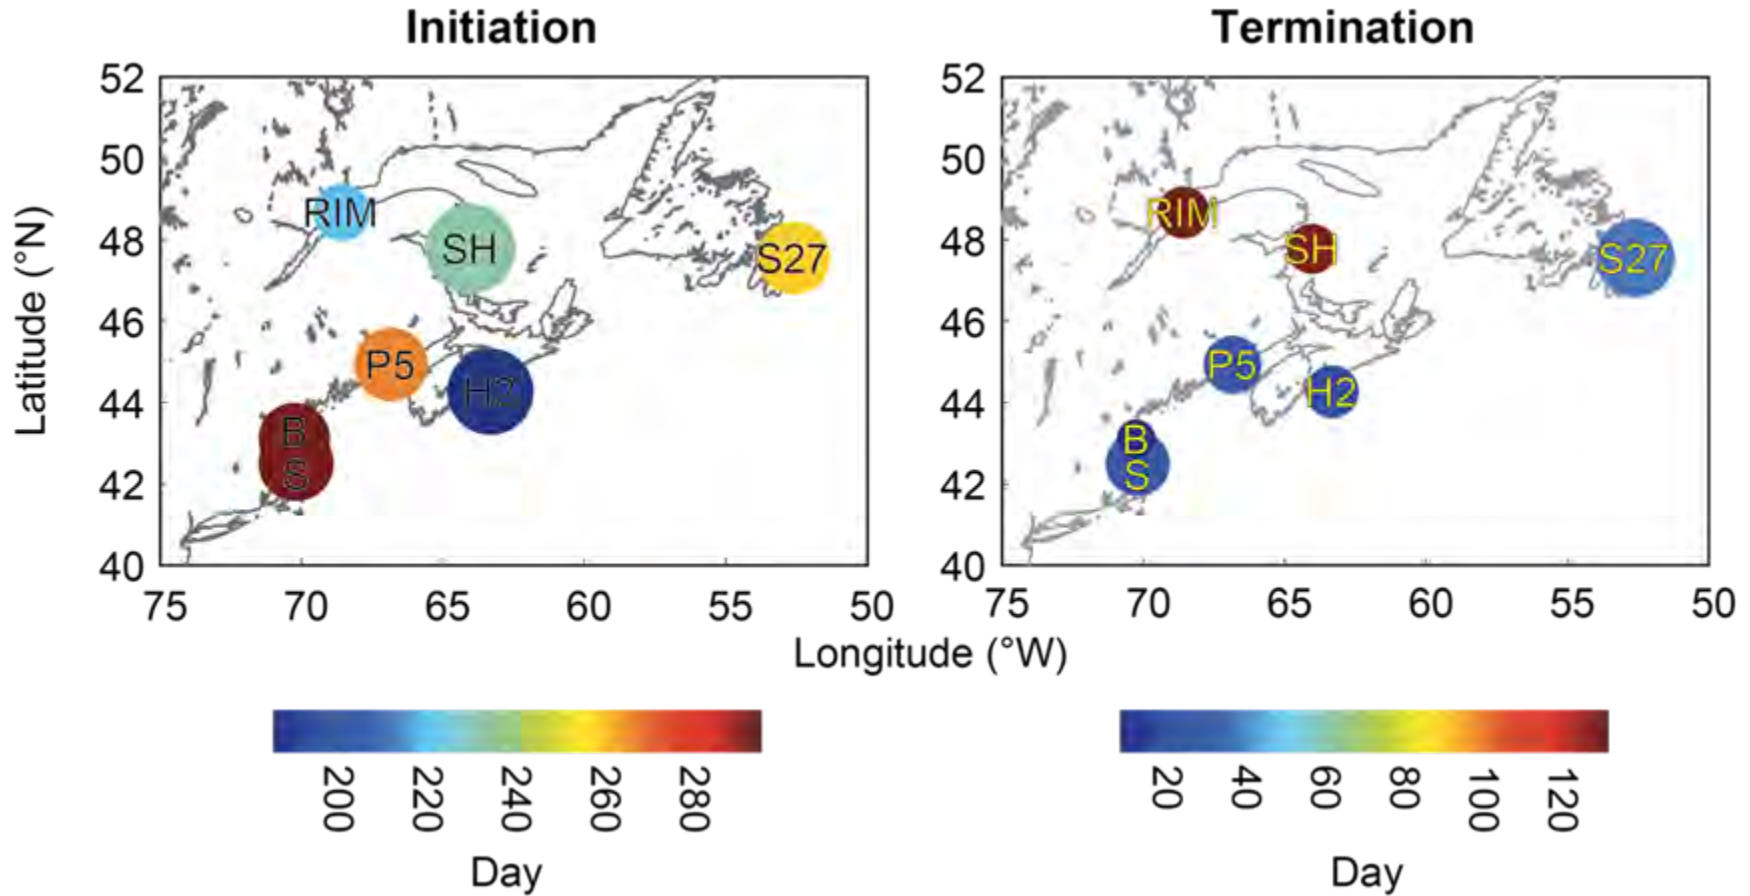 Initiation
Termination
Latitude (°N)
52
50
48
46
44
42
40
75
70
65
60
55
50
RIM
SH
S27
P5
H2
B
S
52
50
48
46
44
42
40
75
70
65
60
55
50
RIM
SH
S27
P5
H2
B
S
Longitude (°W)
200
220
240
260
280
Day
20
40
60
80
100
120
Day